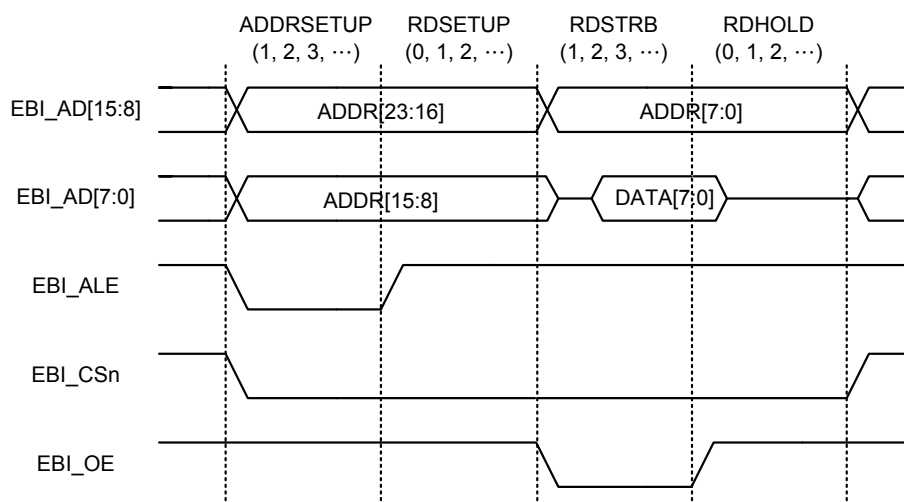 ADDRSETUP
(1, 2, 3, ⋯)
RDSETUP
(0, 1, 2, ⋯)
RDSTRB
(1, 2, 3, ⋯)
RDHOLD
(0, 1, 2, ⋯)
EBI_AD[15:8]
ADDR[23:16]
ADDR[7:0]
EBI_AD[7:0]
ADDR[15:8]
DATA[7:0]
EBI_ALE
EBI_CSn
EBI_OE